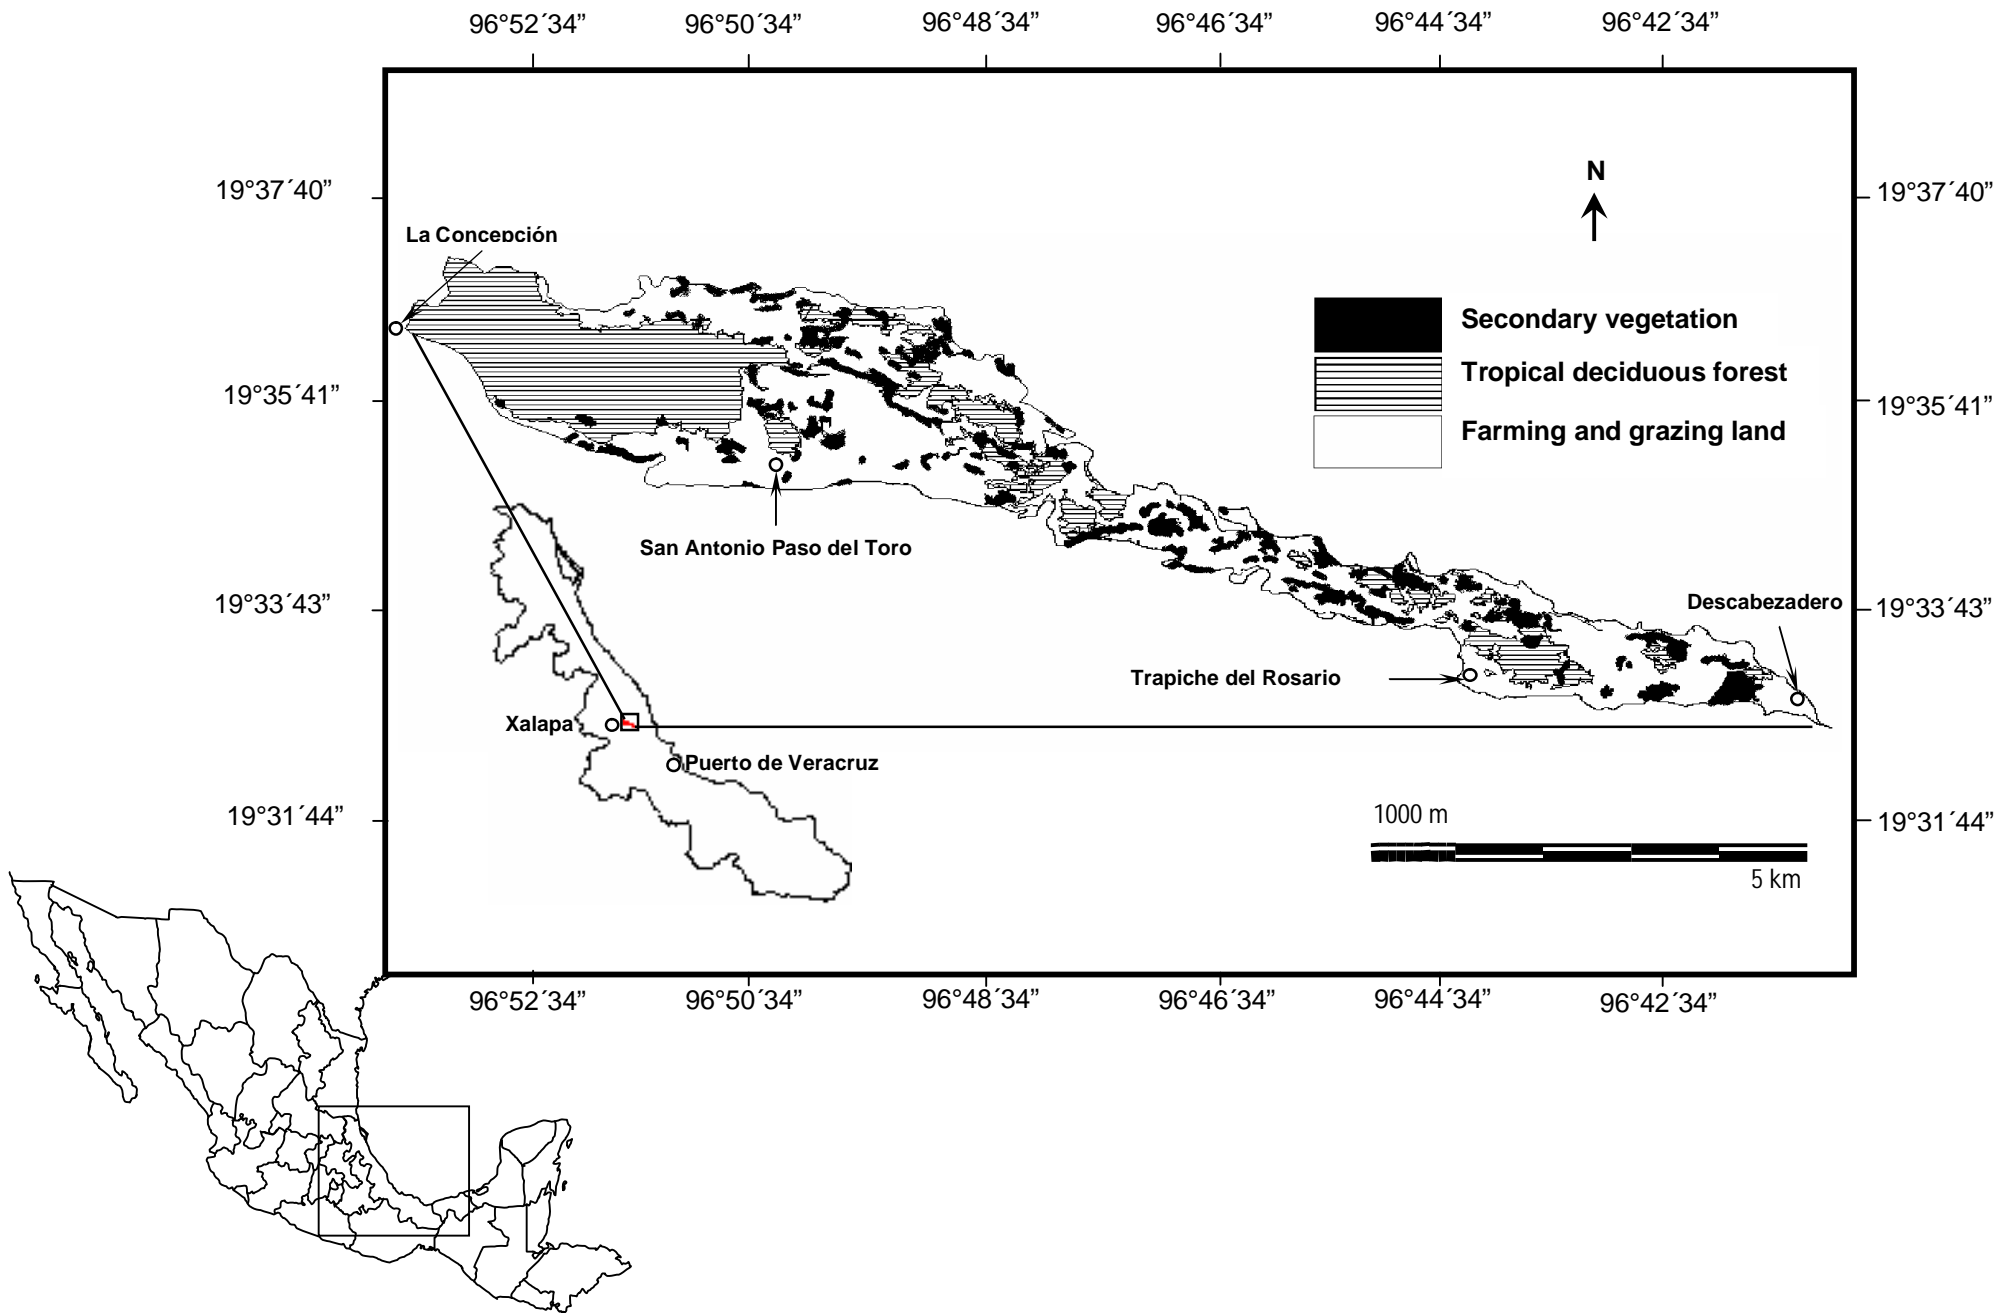 96°52´34” 96°50´34” 96°48´34” 96°46´34” 96°44´34” 96°42´34”
N
19°37´40” 19°37´40”
La Concepción
Secondary vegetation
Tropical deciduous forest
19°35´41” 19°35´41”
Farming and grazing land
San Antonio Paso del Toro
19°33´43” 19°33´43”
Descabezadero
Trapiche del Rosario
Xalapa
Puerto de Veracruz
1000 m
19°31´44” 19°31´44”
5 km
96°52´34” 96°50´34” 96°48´34” 96°46´34” 96°44´34” 96°42´34”